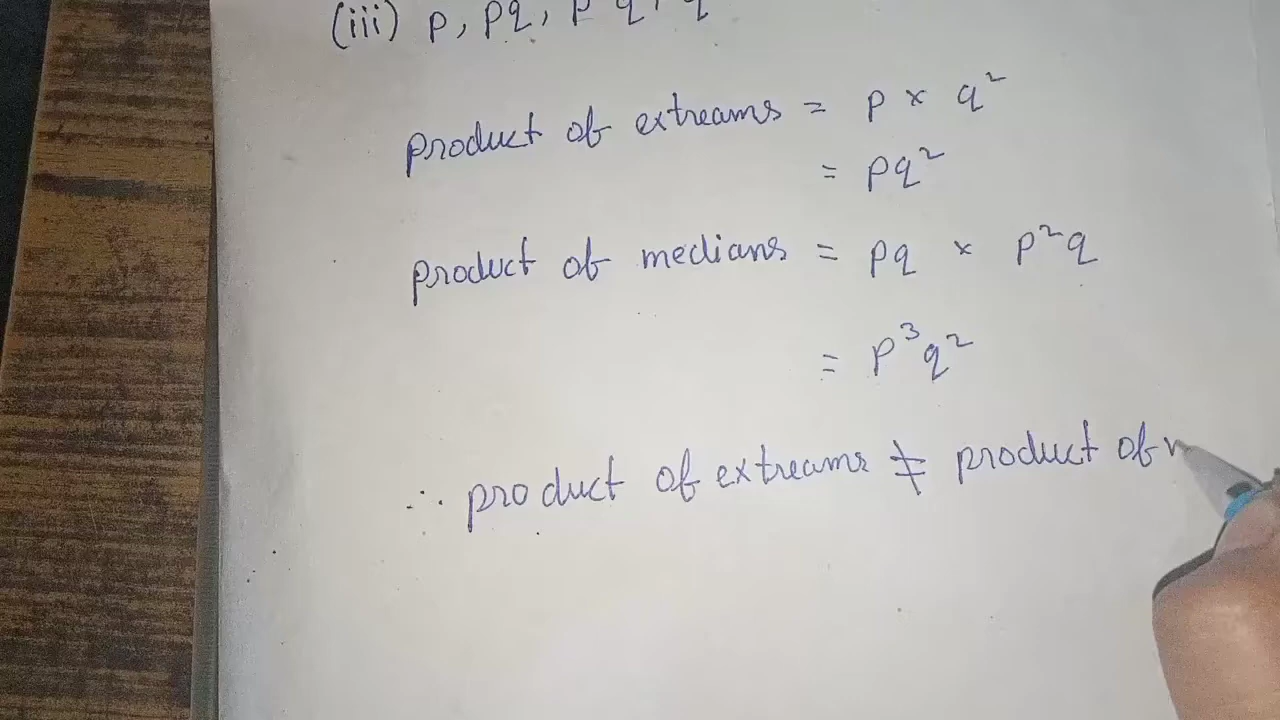 (iii) p, pq, p q, q
product of extreams = p × q²
= pq²
product of medians = pq × p²q
= p³q²
∴ product of extreams ≠ product of